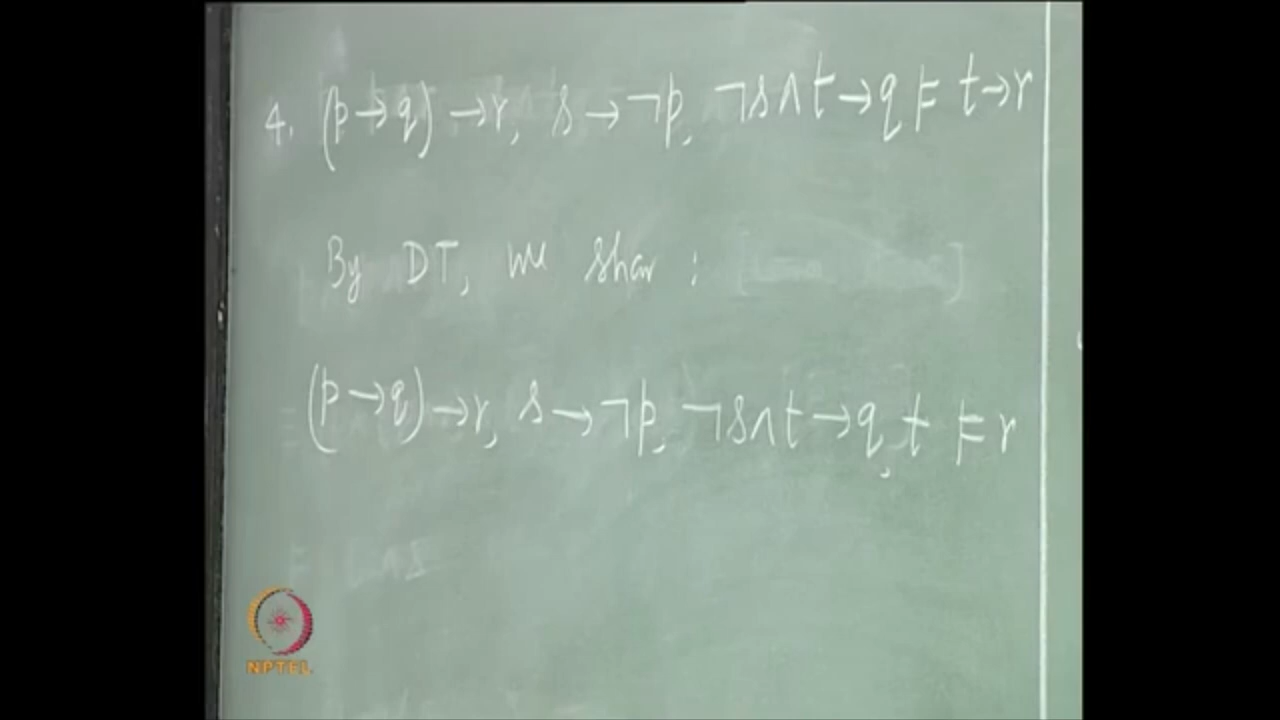 4. (p→q)→r, s→¬p, ¬s∧t→q ⊨ t→r
By DT, we show :
(p→q)→r, s→¬p, ¬s∧t→q, t ⊨ r
NPTEL